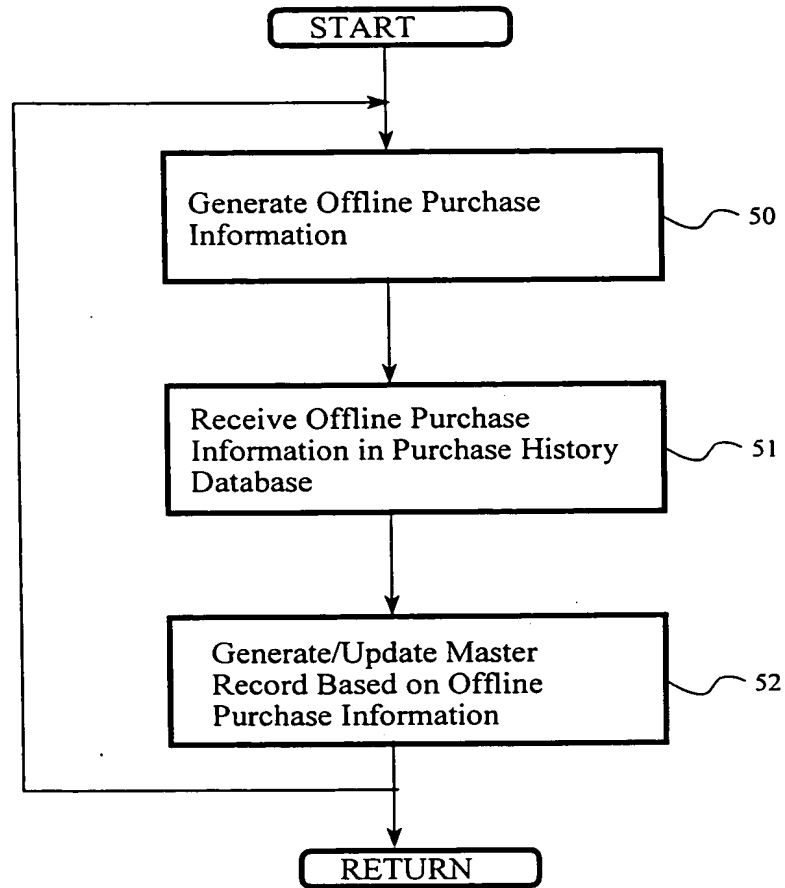 START
Generate Offline Purchase
Information
50
Receive Offline Purchase
Information in Purchase History
Database
51
Generate/Update Master
Record Based on Offline
Purchase Information
52
RETURN